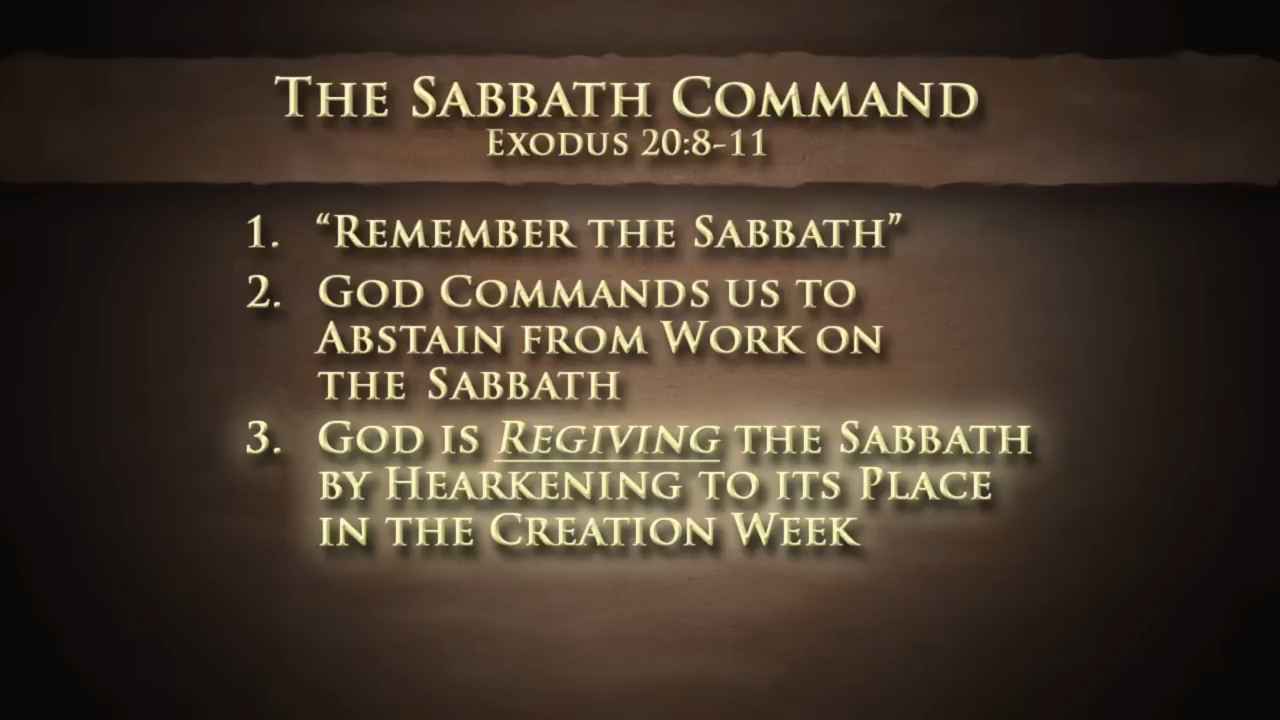 The Sabbath Command
Exodus 20:8-11
1. “Remember the Sabbath”
2. God Commands us to
Abstain from Work on
the Sabbath
3. God is Regiving the Sabbath
by Hearkening to its Place
in the Creation Week